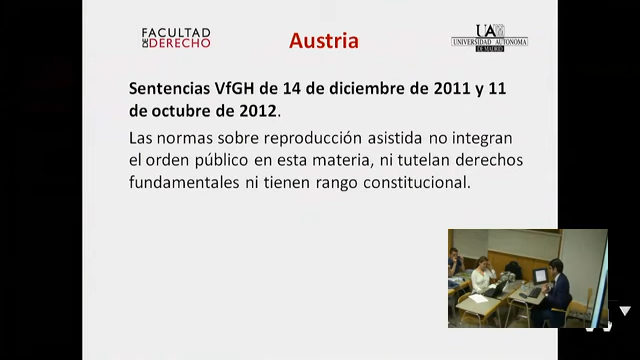 FACULTAD
DE DERECHO
Austria
UA
UNIVERSIDAD AUTONOMA
DE MADRID
Sentencias VfGH de 14 de diciembre de 2011 y 11
de octubre de 2012.
Las normas sobre reproducción asistida no integran
el orden público en esta materia, ni tutelan derechos
fundamentales ni tienen rango constitucional.